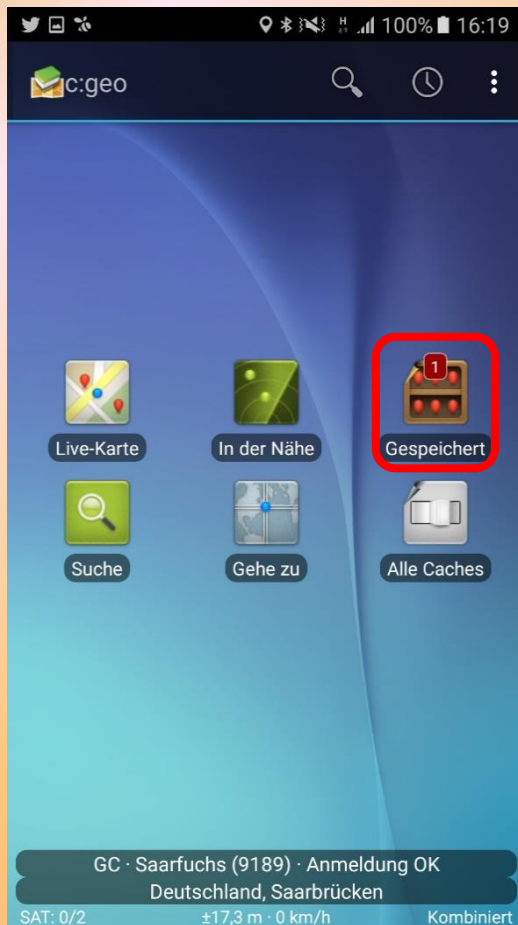 100% 16:19
c:geo
1
Live-Karte In der Nähe Gespeichert
Suche Gehe zu Alle Caches
GC · Saarfuchs (9189) · Anmeldung OK
Deutschland, Saarbrücken
SAT: 0/2 ±17,3 m · 0 km/h Kombiniert